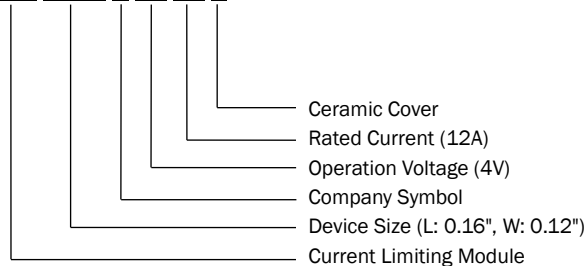 Ceramic Cover
Rated Current (12A)
Operation Voltage (4V)
Company Symbol
Device Size (L: 0.16", W: 0.12")
Current Limiting Module